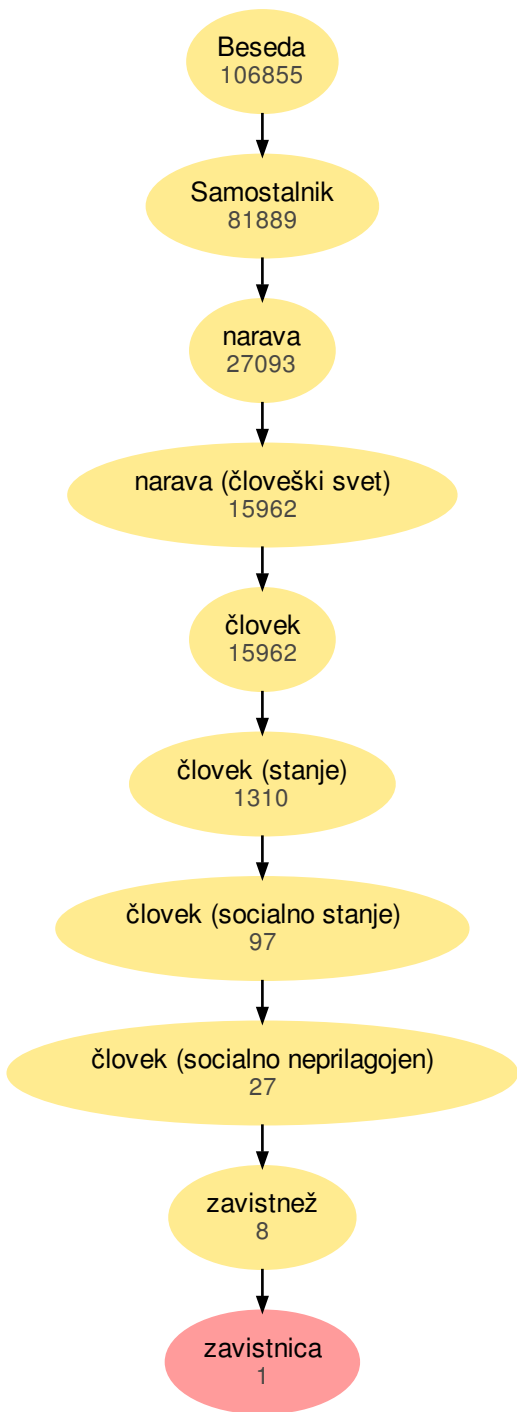 Beseda
106855
Samostalnik
81889
narava
27093
narava (človeški svet)
15962
človek
15962
človek (stanje)
1310
človek (socialno stanje)
97
človek (socialno neprilagojen)
27
zavistnež
8
zavistnica
1